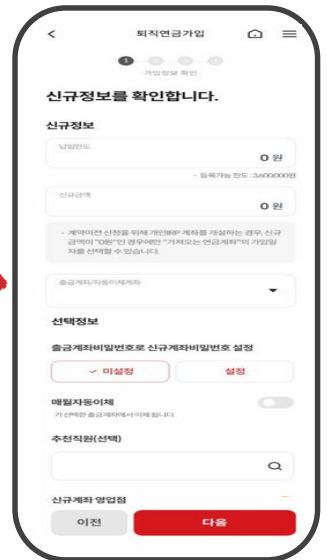 퇴직연금가입
1 2 3 4
가입정보 확인
신규정보를 확인합니다.
신규정보
납입한도
0 원
• 등록가능 한도 : 3,600,000원
신규금액
0 원
• 계약이전 신청을 위해 개인IRP 계좌를 개설하는 경우, 신규
금액이 "0원"인 경우에만 "가져오는 연금계좌"의 가입일
자를 선택할 수 있습니다.
출금계좌/자동이체계좌
선택정보
출금계좌비밀번호로 신규계좌비밀번호 설정
미설정 설정
매월자동이체
기 선택한 출금계좌에서 이체 됩니다.
추천직원(선택)
신규계좌 영업점
이전 다음